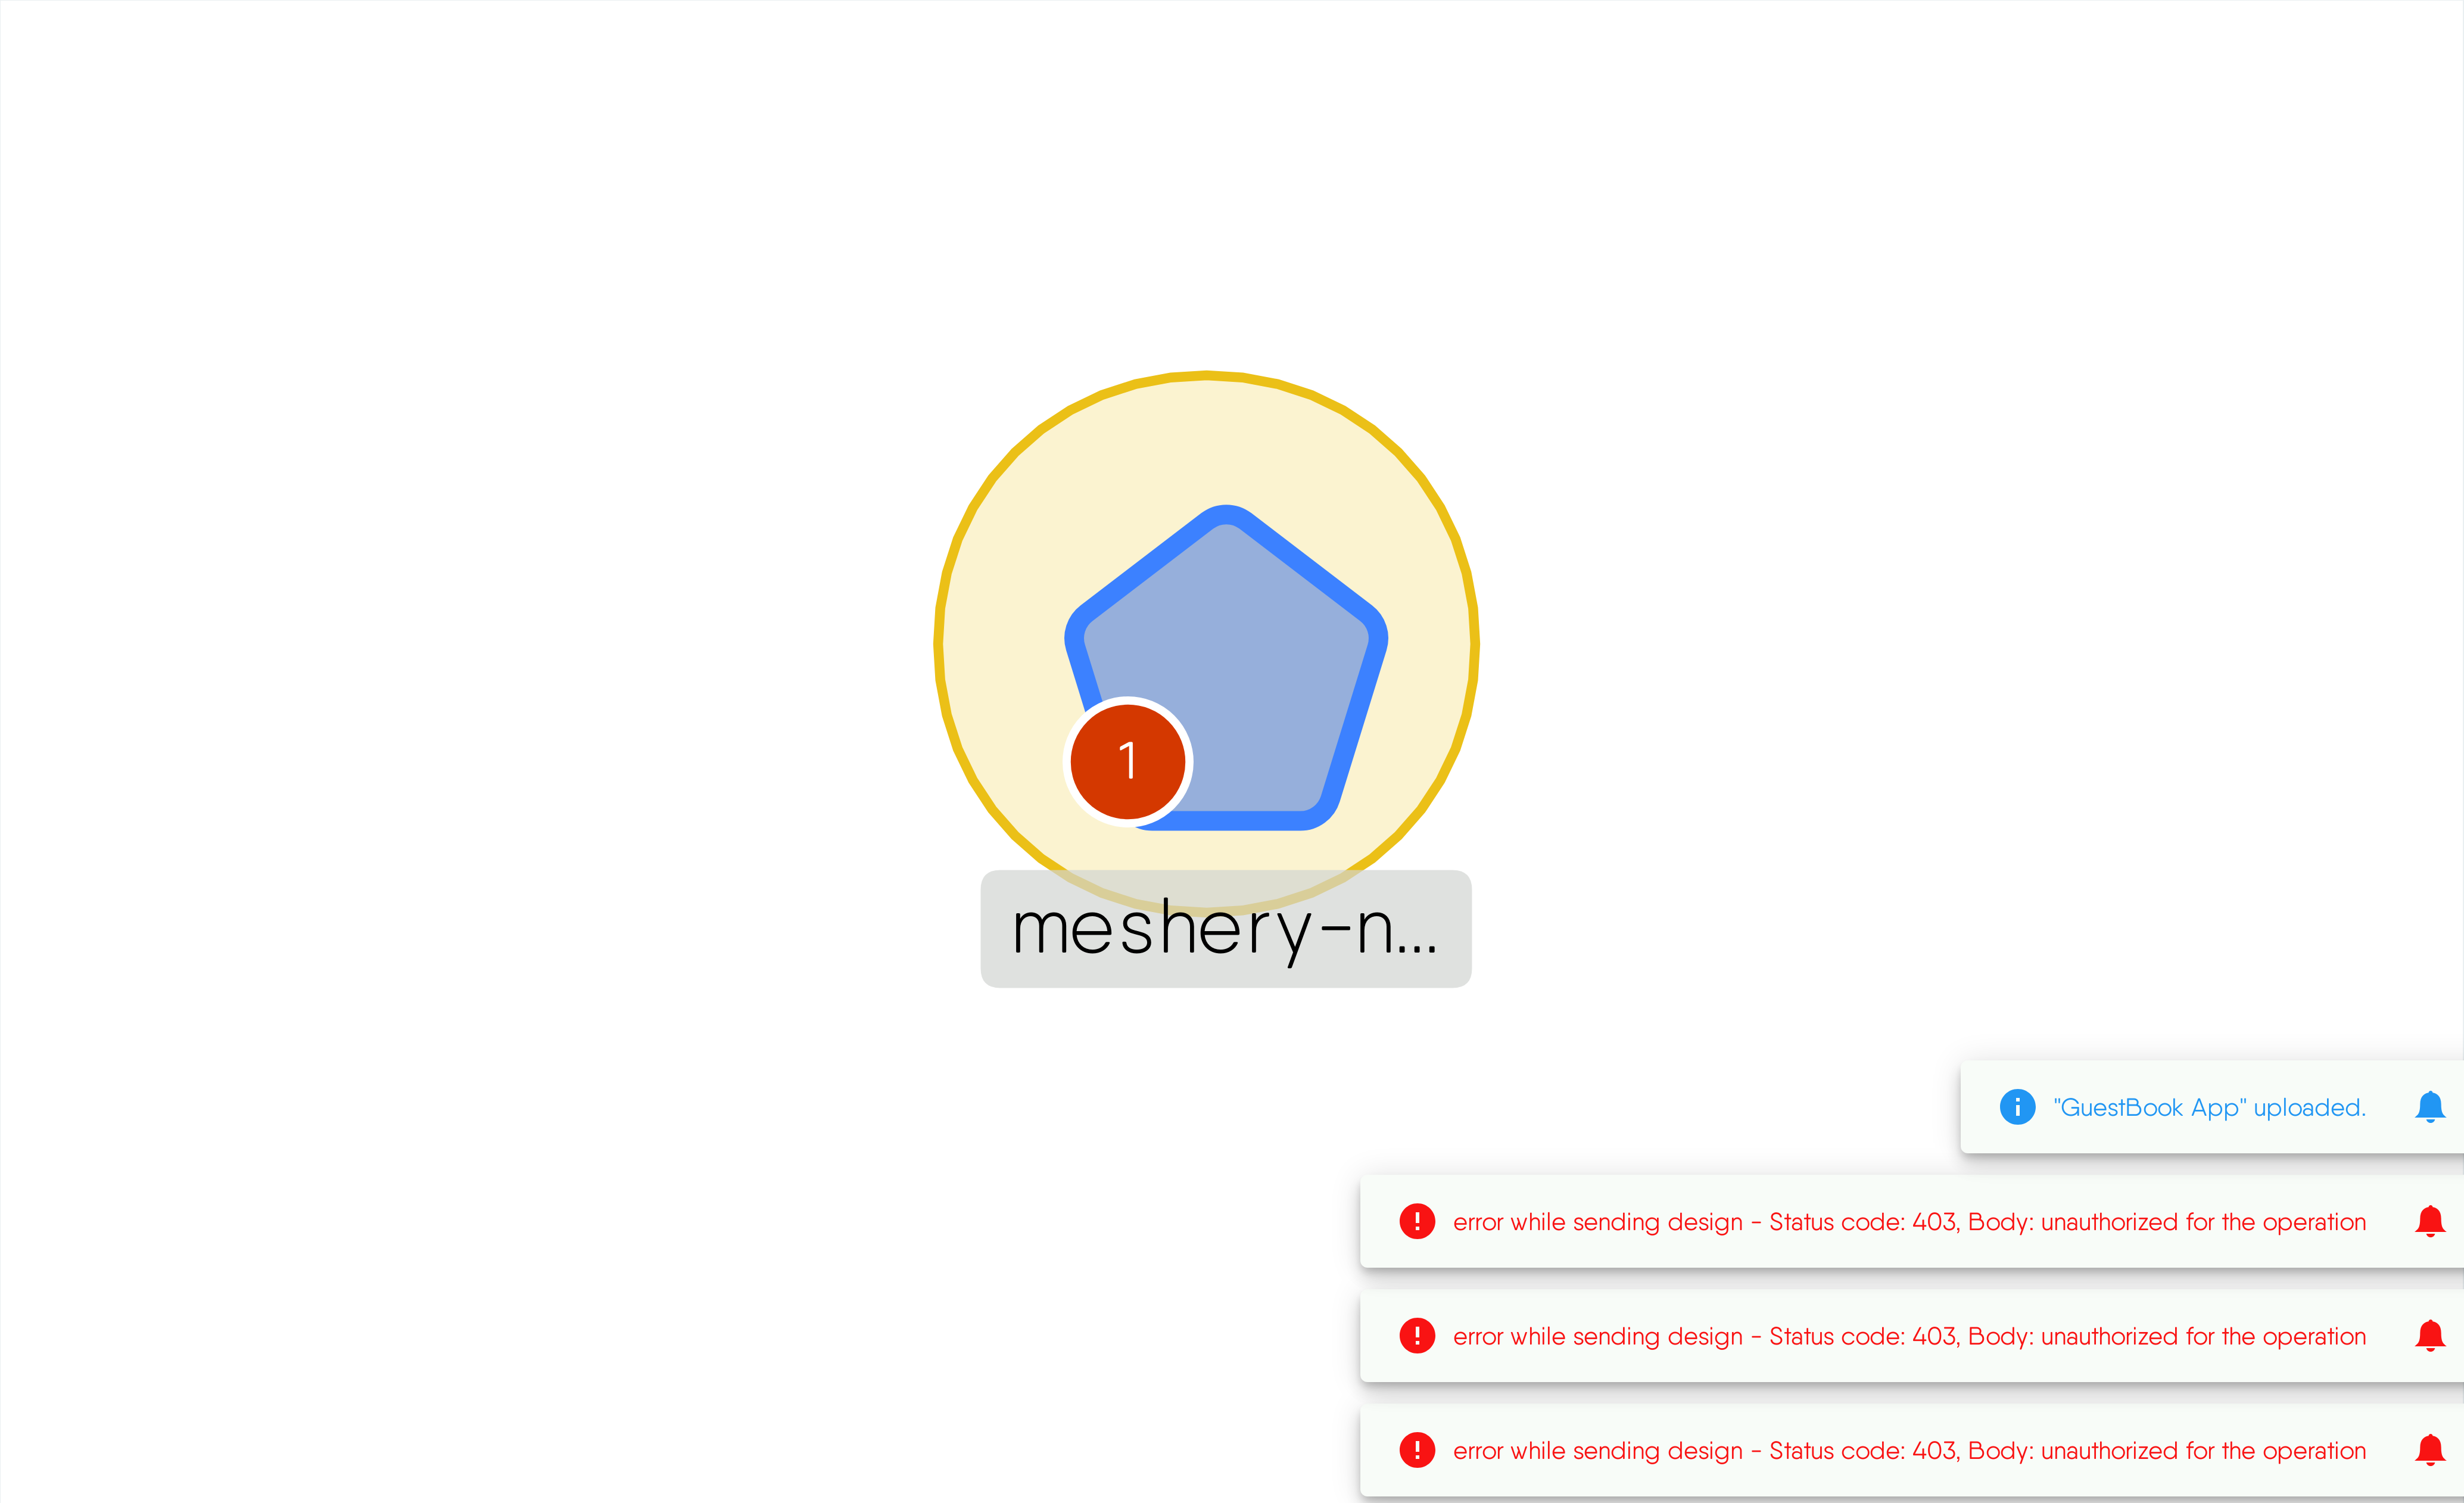 1
meshery-n...
"GuestBook App" uploaded.
error while sending design - Status code: 403, Body: unauthorized for the operation
error while sending design - Status code: 403, Body: unauthorized for the operation
error while sending design - Status code: 403, Body: unauthorized for the operation